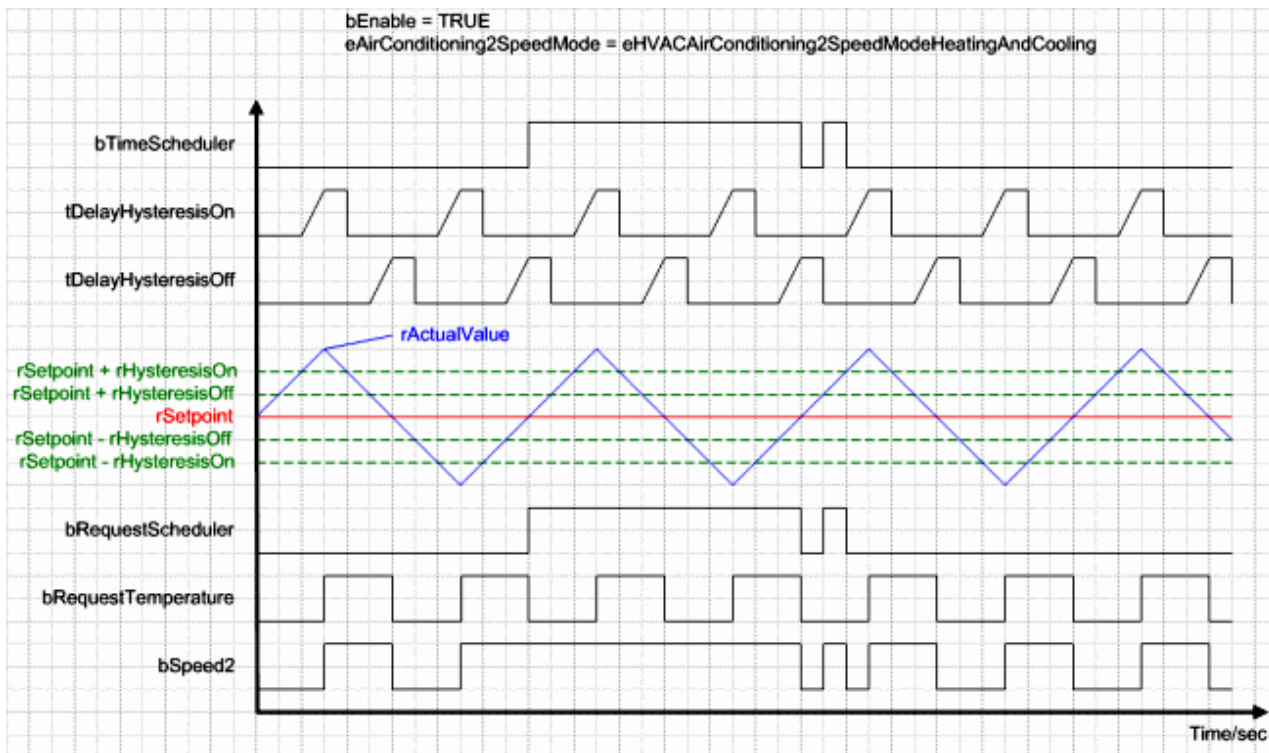 bEnable = TRUE
eAirConditioning2SpeedMode = eHVACAirConditioning2SpeedModeHeatingAndCooling
bTimeScheduler
tDelayHysteresisOn
tDelayHysteresisOff
rActualValue
rSetpoint + rHysteresisOn
rSetpoint + rHysteresisOff
rSetpoint
rSetpoint - rHysteresisOff
rSetpoint - rHysteresisOn
bRequestScheduler
bRequestTemperature
bSpeed2
Time/sec